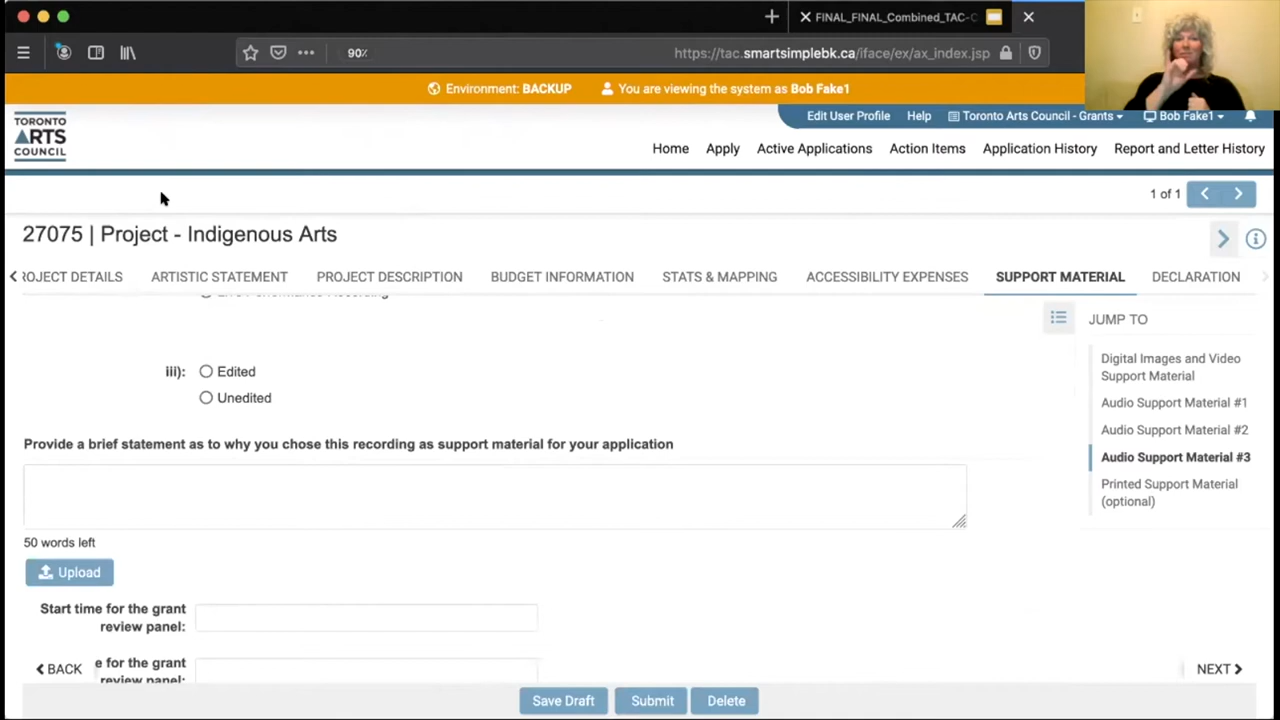 FINAL_FINAL_Combined_TAC-C
90%
https://tac.smartsimplebk.ca/iface/ex/ax_index.jsp
Environment: BACKUP
You are viewing the system as Bob Fake1
TORONTO
ARTS
COUNCIL
Edit User Profile
Help
Toronto Arts Council - Grants
Bob Fake1
Home
Apply
Active Applications
Action Items
Application History
Report and Letter History
1 of 1
27075 | Project - Indigenous Arts
ROJECT DETAILS
ARTISTIC STATEMENT
PROJECT DESCRIPTION
BUDGET INFORMATION
STATS & MAPPING
ACCESSIBILITY EXPENSES
SUPPORT MATERIAL
DECLARATION
iii):
Edited
Unedited
Provide a brief statement as to why you chose this recording as support material for your application
50 words left
Upload
Start time for the grant
review panel:
e for the grant
review panel:
JUMP TO
Digital Images and Video
Support Material
Audio Support Material #1
Audio Support Material #2
Audio Support Material #3
Printed Support Material
(optional)
BACK
NEXT
Save Draft
Submit
Delete